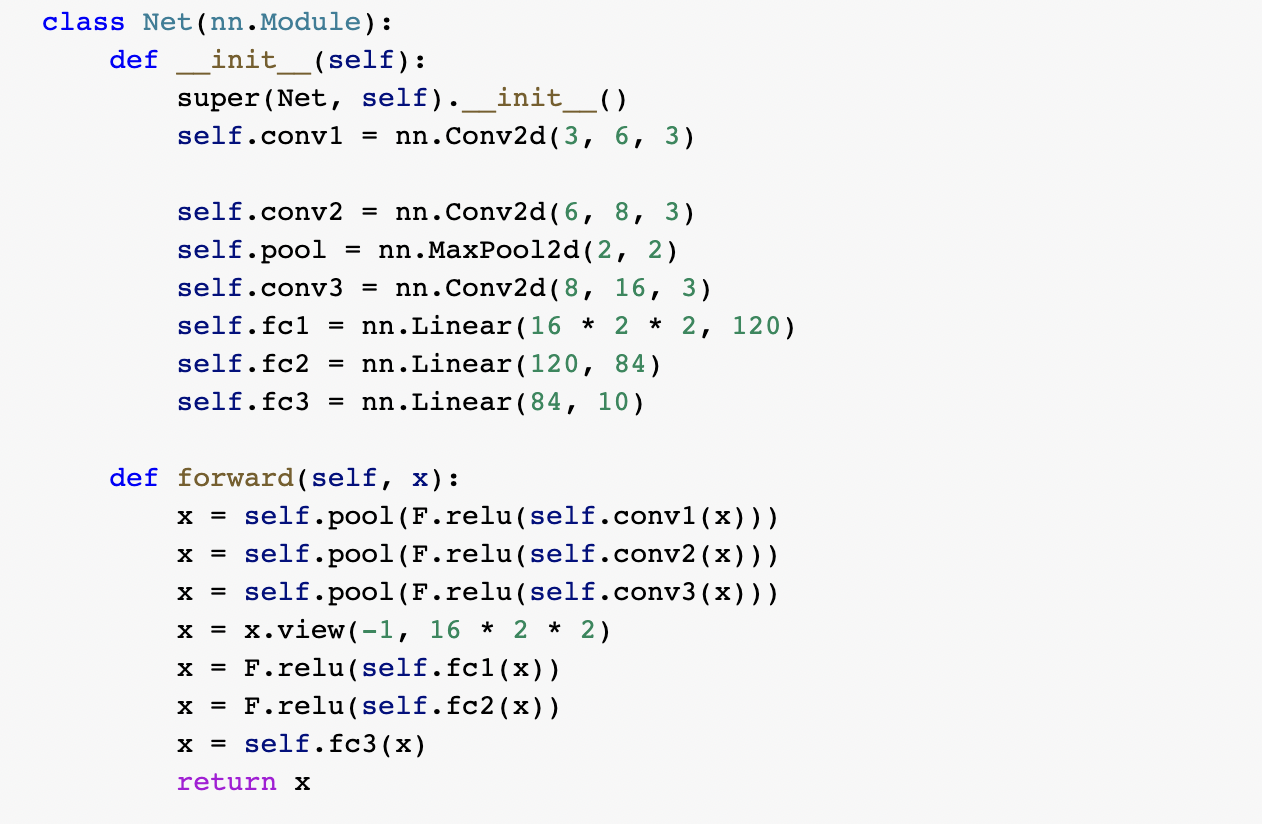 class Net(nn.Module):
    def __init__(self):
        super(Net, self).__init__()
        self.conv1 = nn.Conv2d(3, 6, 3)

        self.conv2 = nn.Conv2d(6, 8, 3)
        self.pool = nn.MaxPool2d(2, 2)
        self.conv3 = nn.Conv2d(8, 16, 3)
        self.fc1 = nn.Linear(16 * 2 * 2, 120)
        self.fc2 = nn.Linear(120, 84)
        self.fc3 = nn.Linear(84, 10)

    def forward(self, x):
        x = self.pool(F.relu(self.conv1(x)))
        x = self.pool(F.relu(self.conv2(x)))
        x = self.pool(F.relu(self.conv3(x)))
        x = x.view(-1, 16 * 2 * 2)
        x = F.relu(self.fc1(x))
        x = F.relu(self.fc2(x))
        x = self.fc3(x)
        return x